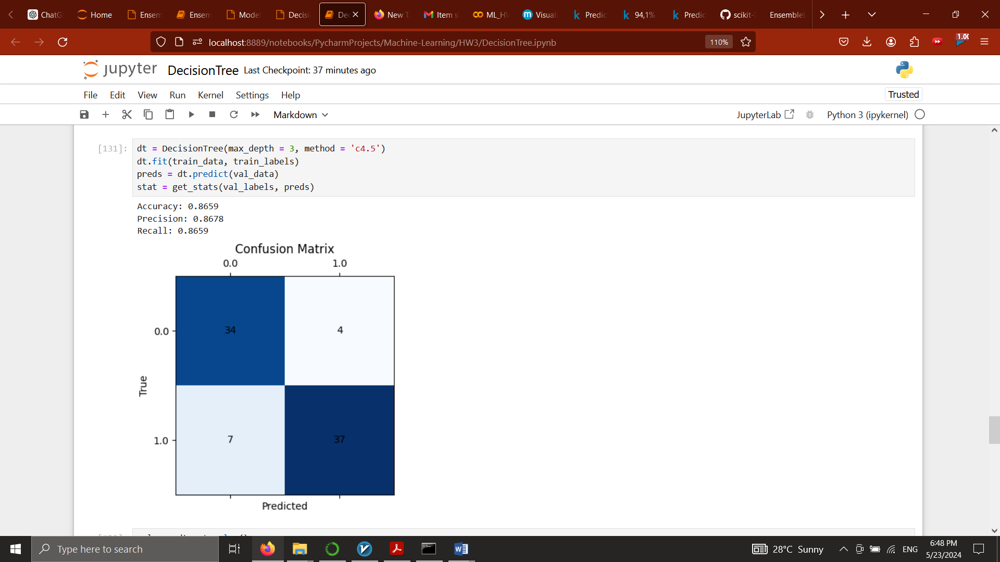 ChatG Home Ensem Ensem Model Decisi De New T Item s ML_H Visuali Predic 94,1% Predic scikit- Ensemble
localhost:8889/notebooks/PycharmProjects/Machine-Learning/HW3/DecisionTree.ipynb 110% 1.00
jupyter DecisionTree Last Checkpoint: 37 minutes ago
File Edit View Run Kernel Settings Help Trusted
Markdown JupyterLab Python 3 (ipykernel)
[131]: dt = DecisionTree(max_depth = 3, method = 'c4.5')
dt.fit(train_data, train_labels)
preds = dt.predict(val_data)
stat = get_stats(val_labels, preds)
Accuracy: 0.8659
Precision: 0.8678
Recall: 0.8659
Confusion Matrix
0.0 1.0
0.0 34 4
True
1.0 7 37
Predicted
Type here to search 28°C Sunny ENG 6:48 PM
5/23/2024